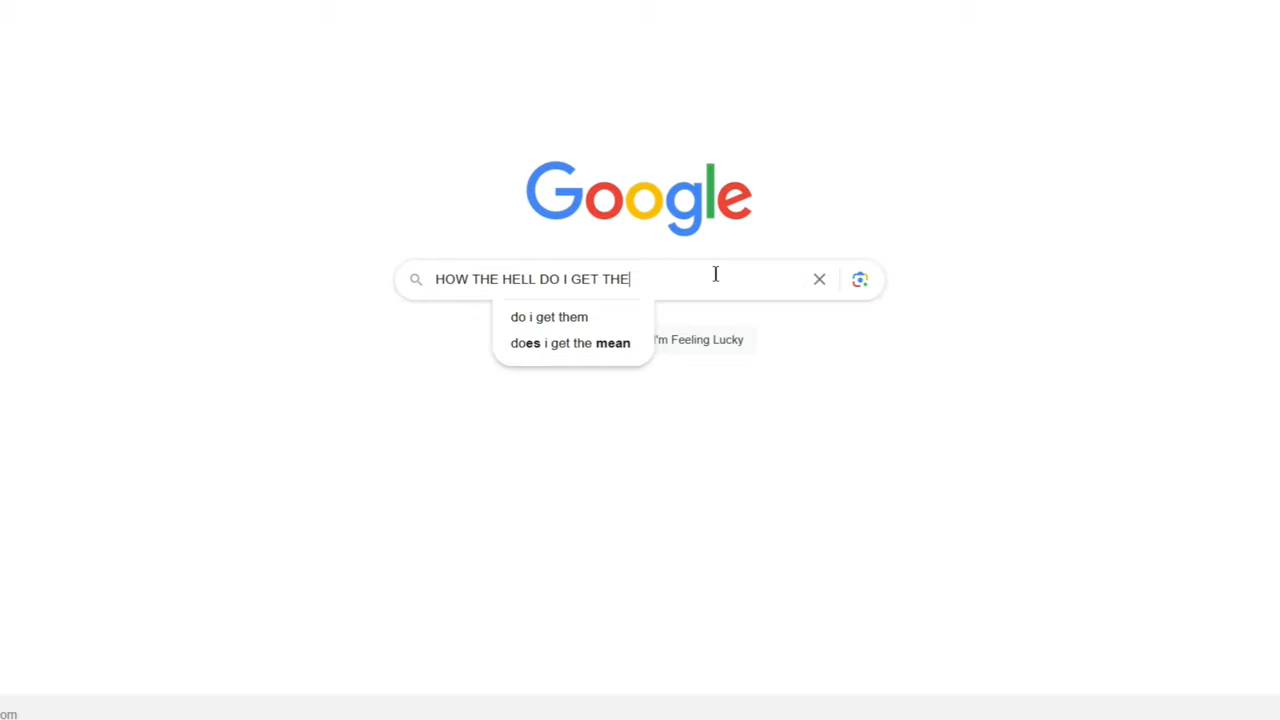 Google
HOW THE HELL DO I GET THE
do i get them
does i get the mean
I'm Feeling Lucky
om